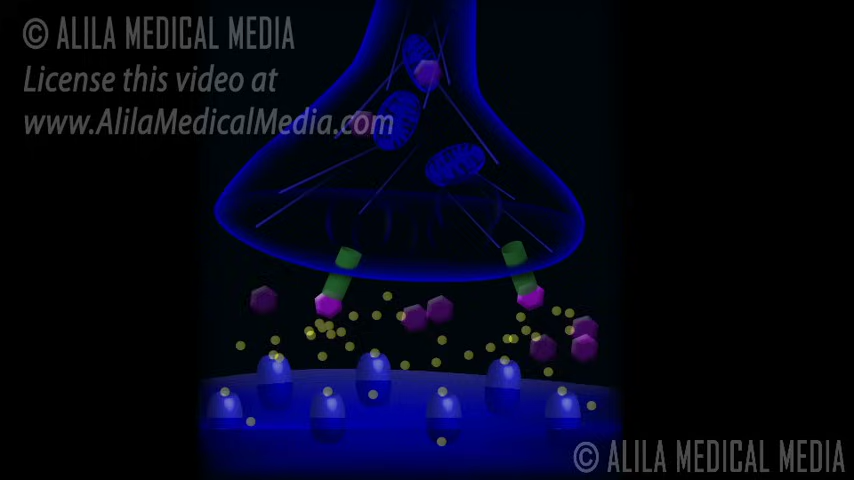 © ALILA MEDICAL MEDIA
License this video at
www.AlilaMedicalMedia.com
© ALILA MEDICAL MEDIA